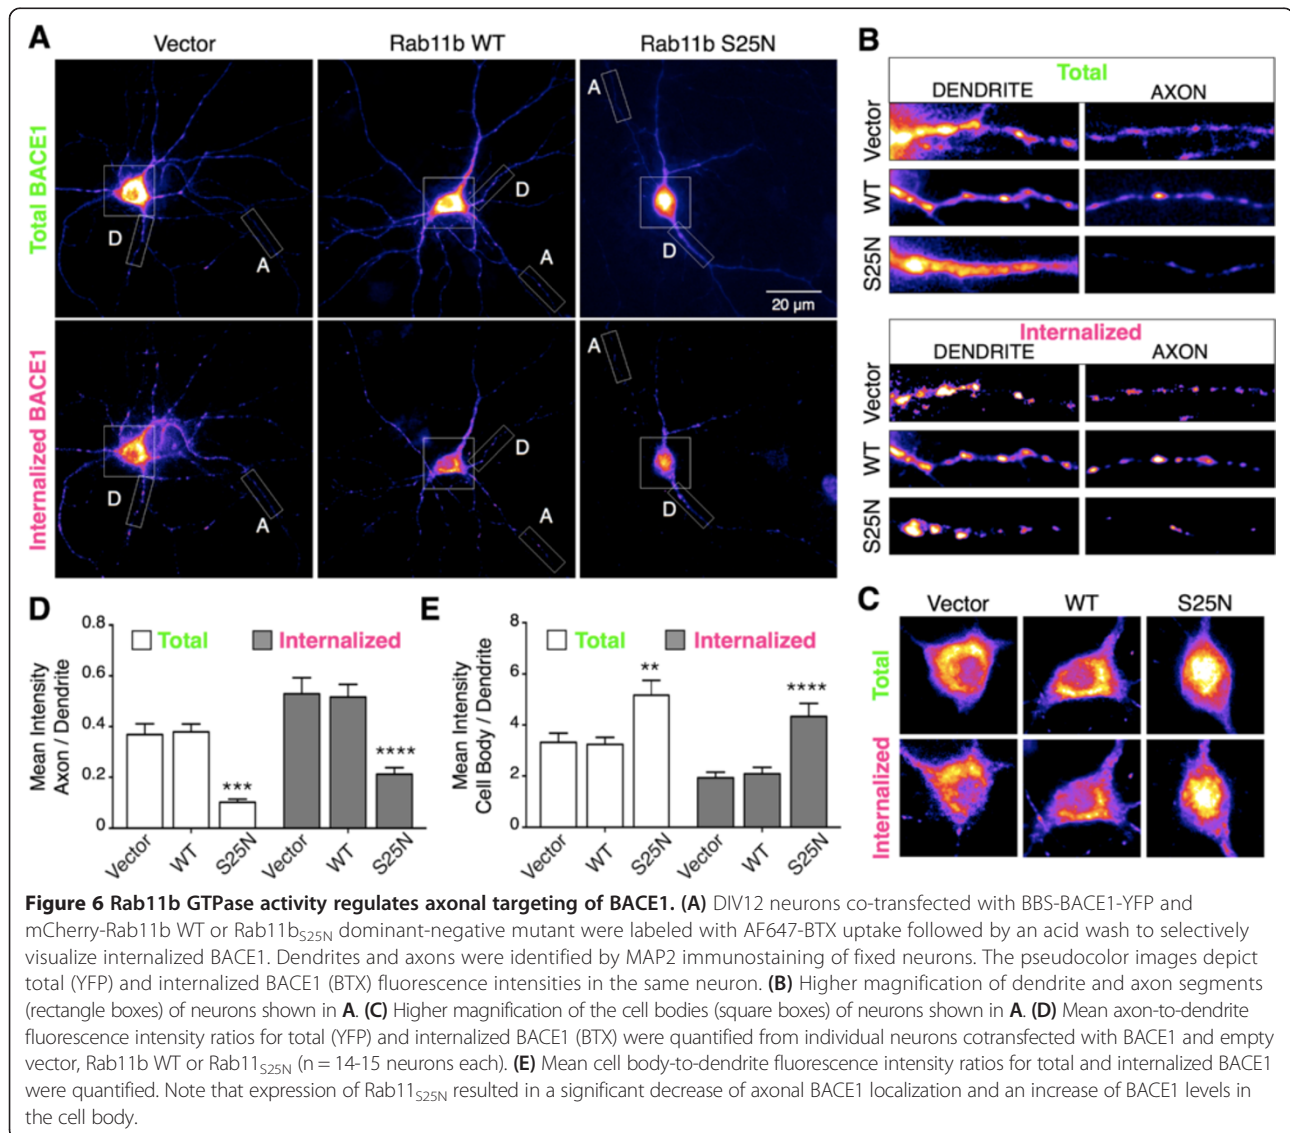 A
Vector
Rab11b WT
Rab11b S25N
Total BACE1
D
A
D
A
A
D
20 µm
Internalized BACE1
D
A
D
A
A
D
B
Total
DENDRITE
AXON
Vector
WT
S25N
Internalized
DENDRITE
AXON
Vector
WT
S25N
C
Vector
WT
S25N
Total
Internalized
D
Mean Intensity
Axon / Dendrite
0.8
0.6
0.4
0.2
0
Total
Internalized
***
****
Vector
WT
S25N
Vector
WT
S25N
E
Mean Intensity
Cell Body / Dendrite
8
6
4
2
0
Total
Internalized
**
****
Vector
WT
S25N
Vector
WT
S25N
Figure 6 Rab11b GTPase activity regulates axonal targeting of BACE1. (A) DIV12 neurons co-transfected with BBS-BACE1-YFP and
mCherry-Rab11b WT or Rab11bS25N dominant-negative mutant were labeled with AF647-BTX uptake followed by an acid wash to selectively
visualize internalized BACE1. Dendrites and axons were identified by MAP2 immunostaining of fixed neurons. The pseudocolor images depict
total (YFP) and internalized BACE1 (BTX) fluorescence intensities in the same neuron. (B) Higher magnification of dendrite and axon segments
(rectangle boxes) of neurons shown in A. (C) Higher magnification of the cell bodies (square boxes) of neurons shown in A. (D) Mean axon-to-dendrite
fluorescence intensity ratios for total (YFP) and internalized BACE1 (BTX) were quantified from individual neurons cotransfected with BACE1 and empty
vector, Rab11b WT or Rab11S25N (n = 14-15 neurons each). (E) Mean cell body-to-dendrite fluorescence intensity ratios for total and internalized BACE1
were quantified. Note that expression of Rab11S25N resulted in a significant decrease of axonal BACE1 localization and an increase of BACE1 levels in
the cell body.